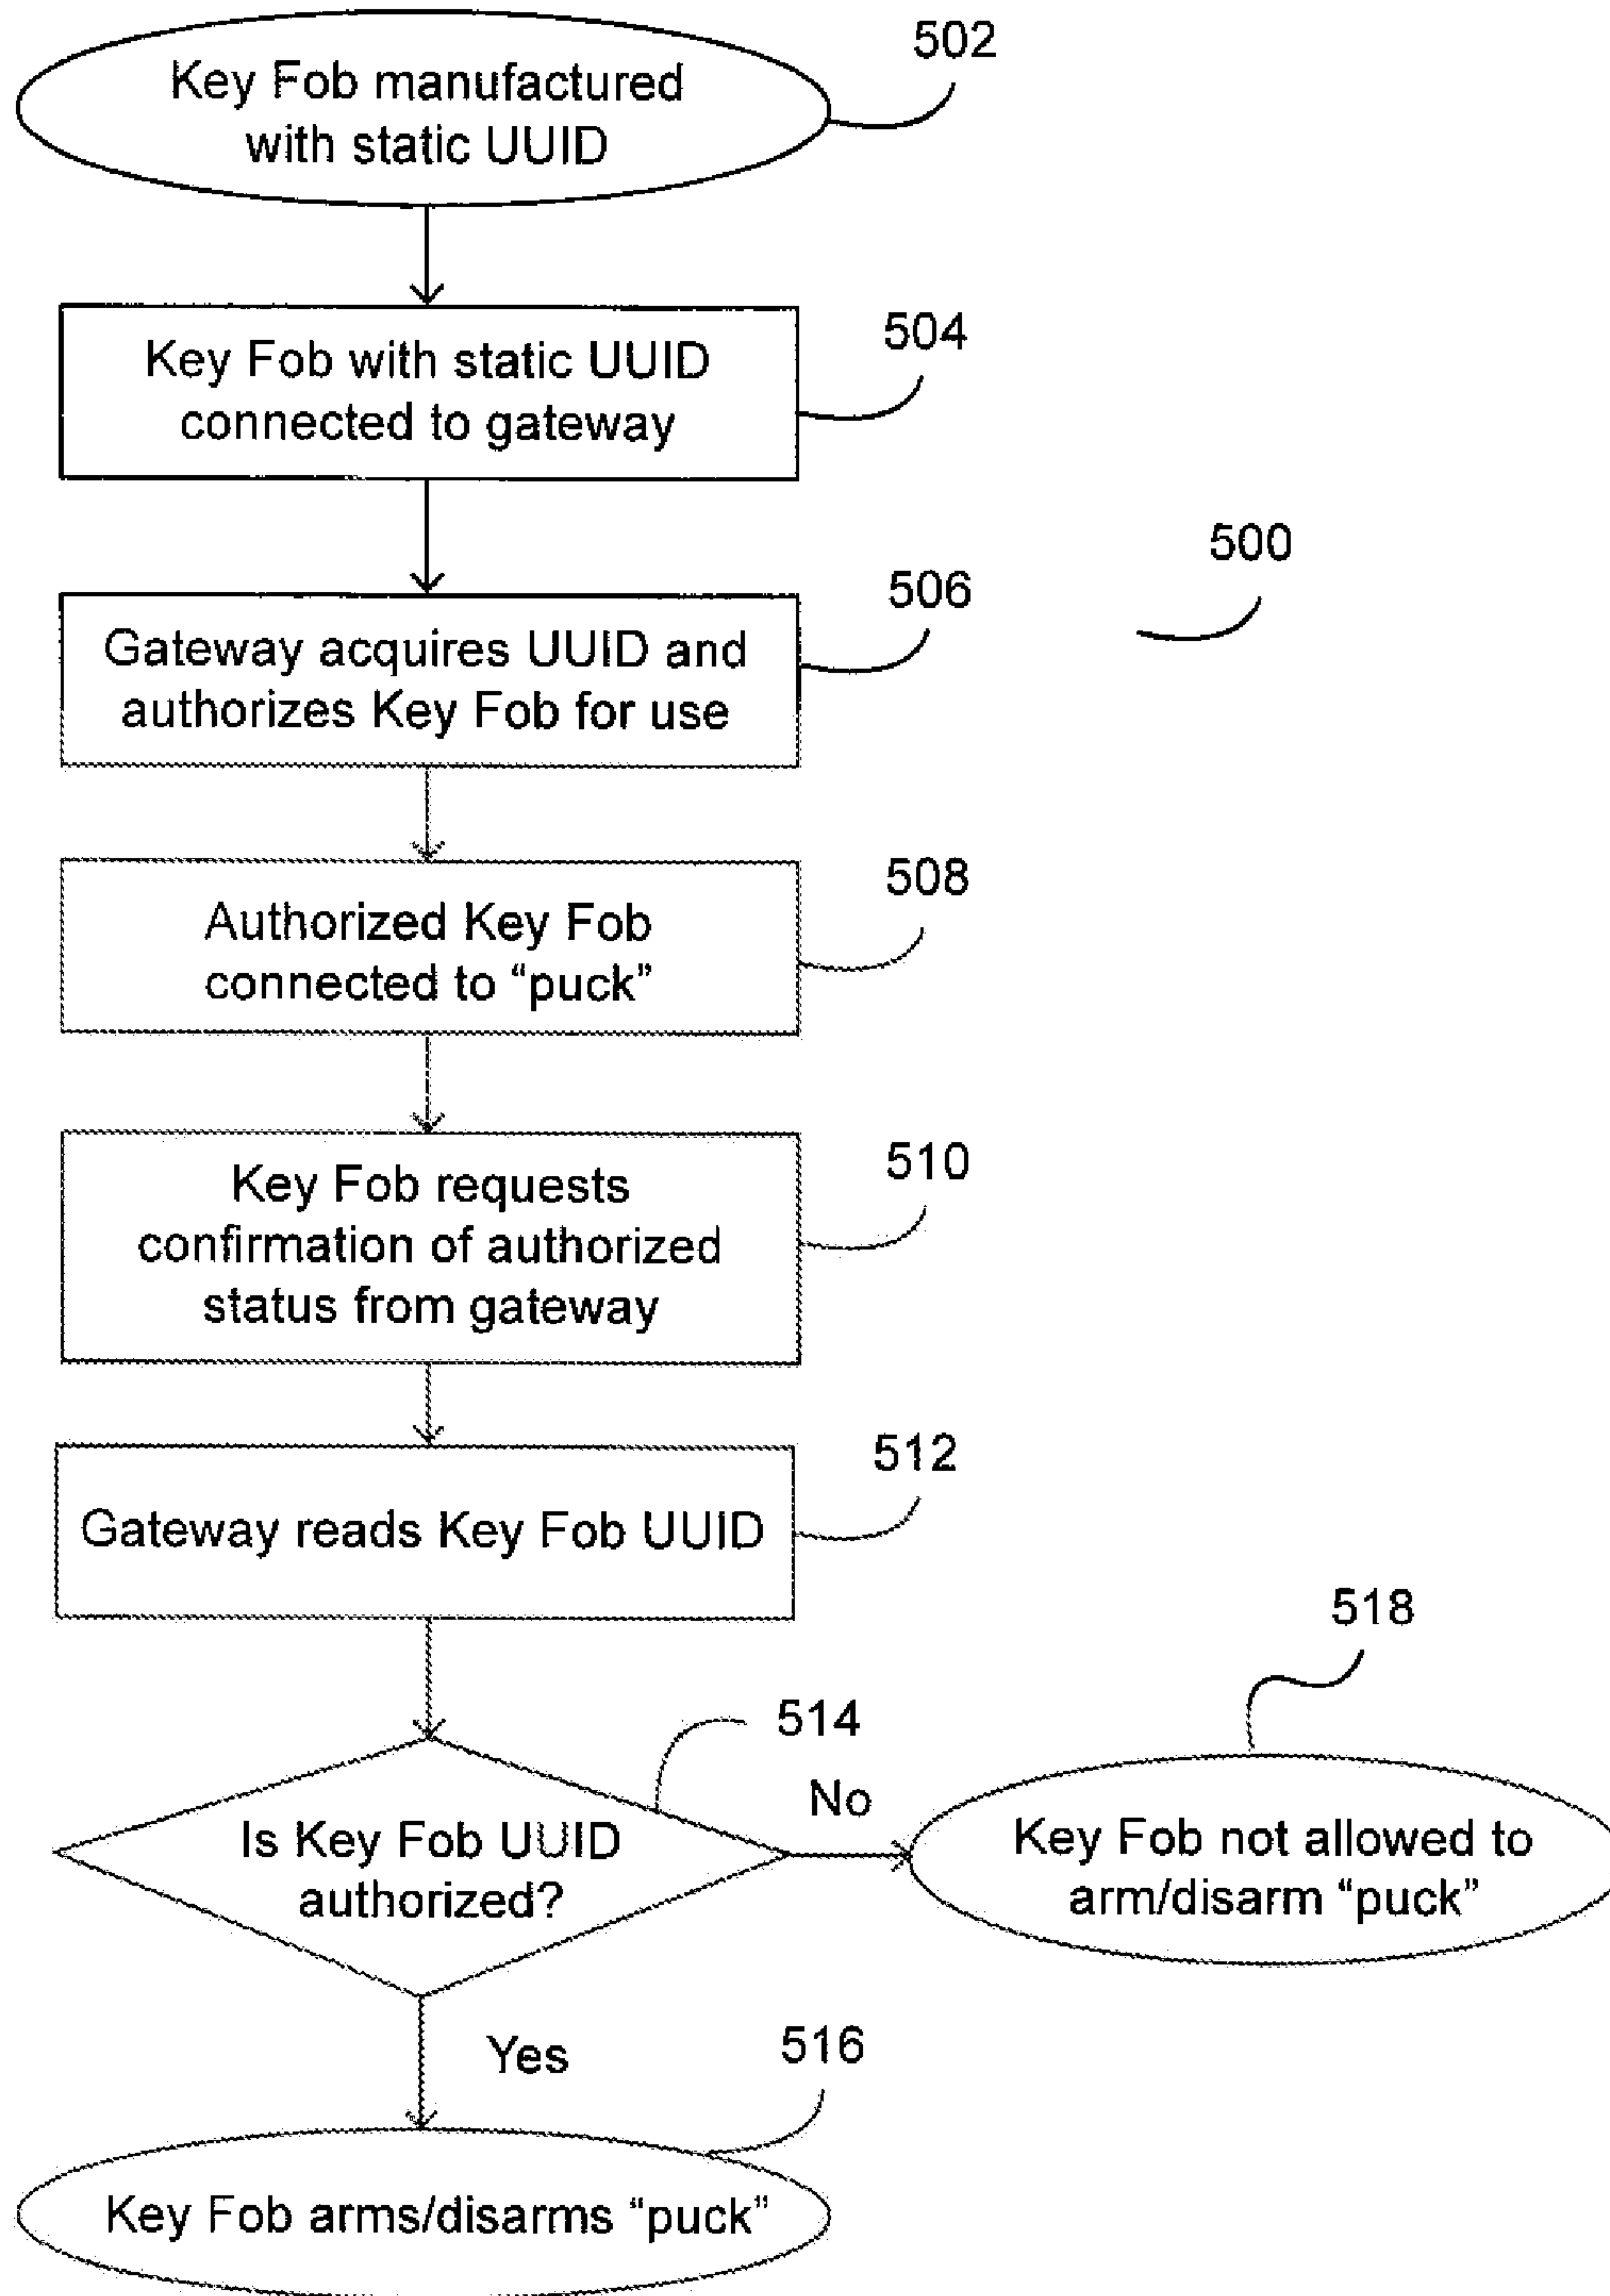 502
Key Fob manufactured
with static UUID
504
Key Fob with static UUID
connected to gateway
500
506
Gateway acquires UUID and
authorizes Key Fob for use
508
Authorized Key Fob
connected to “puck”
510
Key Fob requests
confirmation of authorized
status from gateway
512
Gateway reads Key Fob UUID
518
514
No
Is Key Fob UUID
authorized?
Key Fob not allowed to
arm/disarm “puck”
Yes
516
Key Fob arms/disarms “puck”